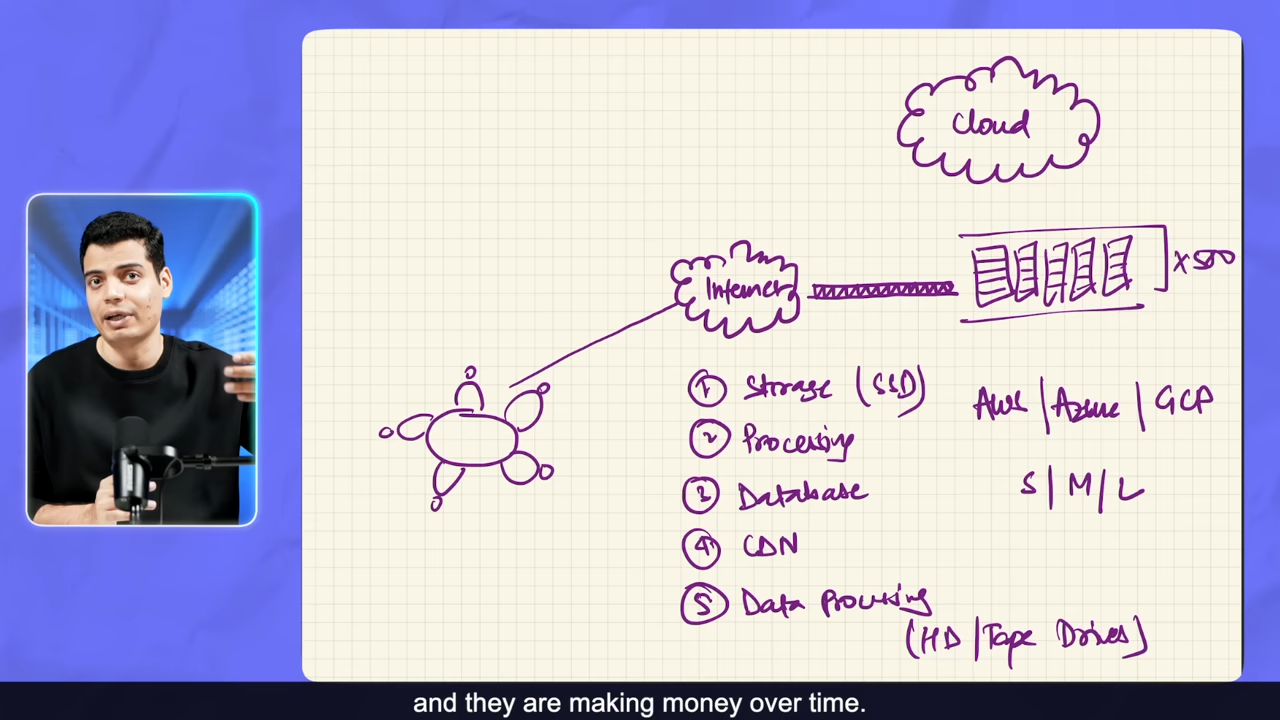 Cloud
Internet
x 500
1 Storage (SSD)
AWS | Azure | GCP
2 Processing
S | M | L
3 Database
4 CDN
5 Data Processing
(HD | Tape Drives)
and they are making money over time.